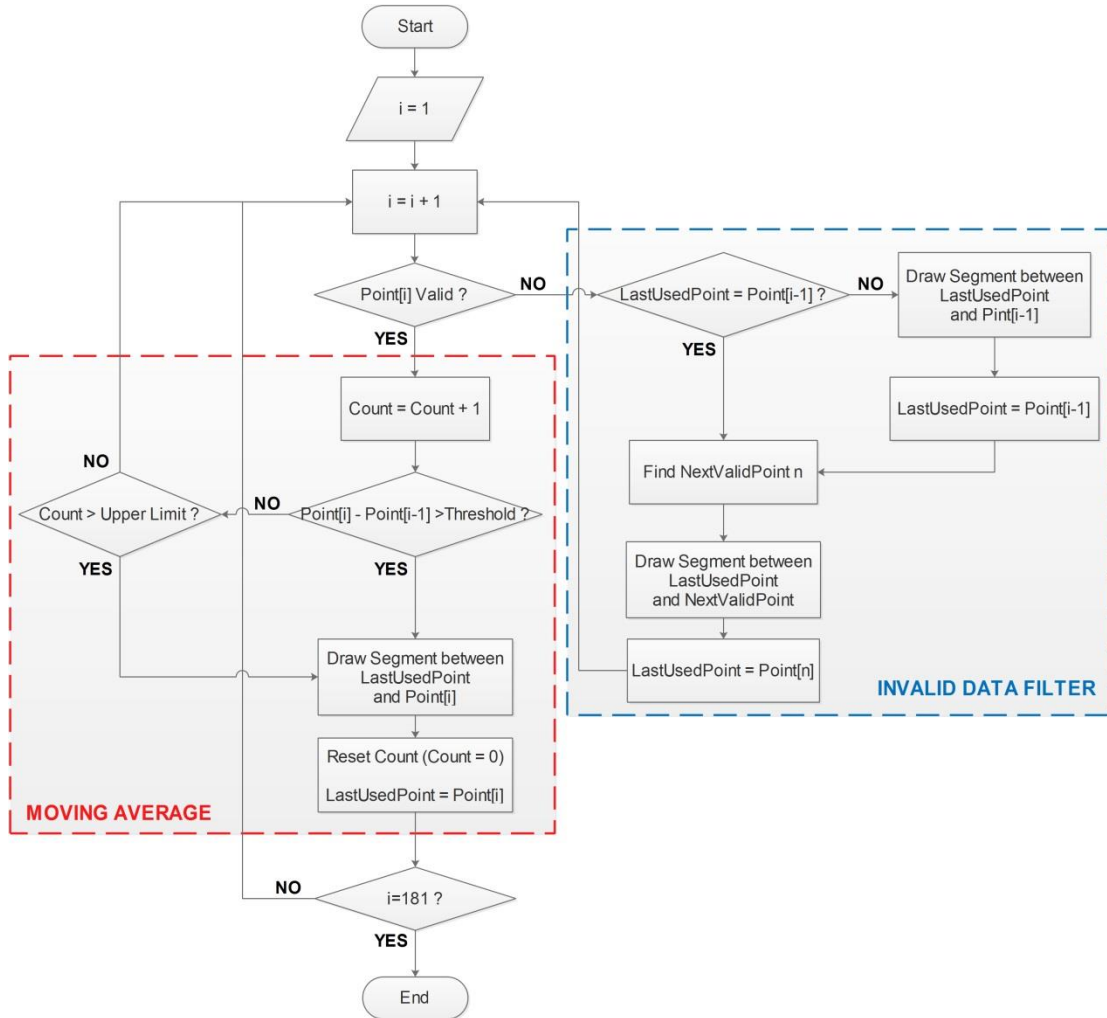 Start
i = 1
i = i + 1
Point[i] Valid ?
NO
YES
LastUsedPoint = Point[i-1] ?
NO
YES
Draw Segment between
LastUsedPoint
and Pint[i-1]
LastUsedPoint = Point[i-1]
Find NextValidPoint n
Draw Segment between
LastUsedPoint
and NextValidPoint
LastUsedPoint = Point[n]
INVALID DATA FILTER
Count = Count + 1
Point[i] - Point[i-1] >Threshold ?
NO
YES
Count > Upper Limit ?
NO
YES
Draw Segment between
LastUsedPoint
and Point[i]
Reset Count (Count = 0)
LastUsedPoint = Point[i]
MOVING AVERAGE
i=181 ?
NO
YES
End